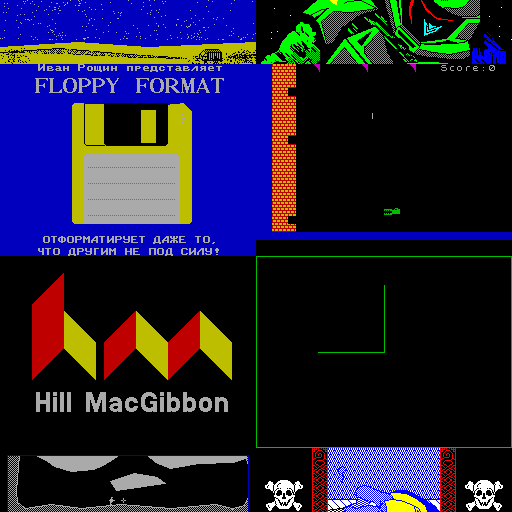 Иван Рощин представляет
FLOPPY FORMAT
Score:0
ОТФОРМАТИРУЕТ ДАЖЕ ТО,
ЧТО ДРУГИМ НЕ ПОД СИЛУ!
Hill MacGibbon